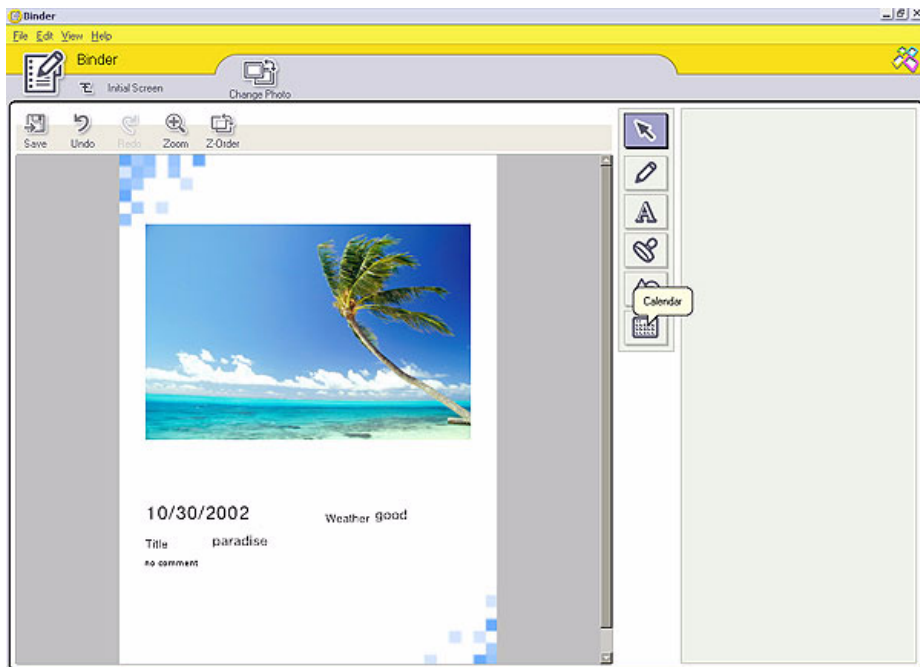 Binder
File Edit View Help
Binder
Initial Screen
Change Photo
Save Undo Redo Zoom Z-Order
A
Calendar
10/30/2002
Weather good
Title paradise
no comment